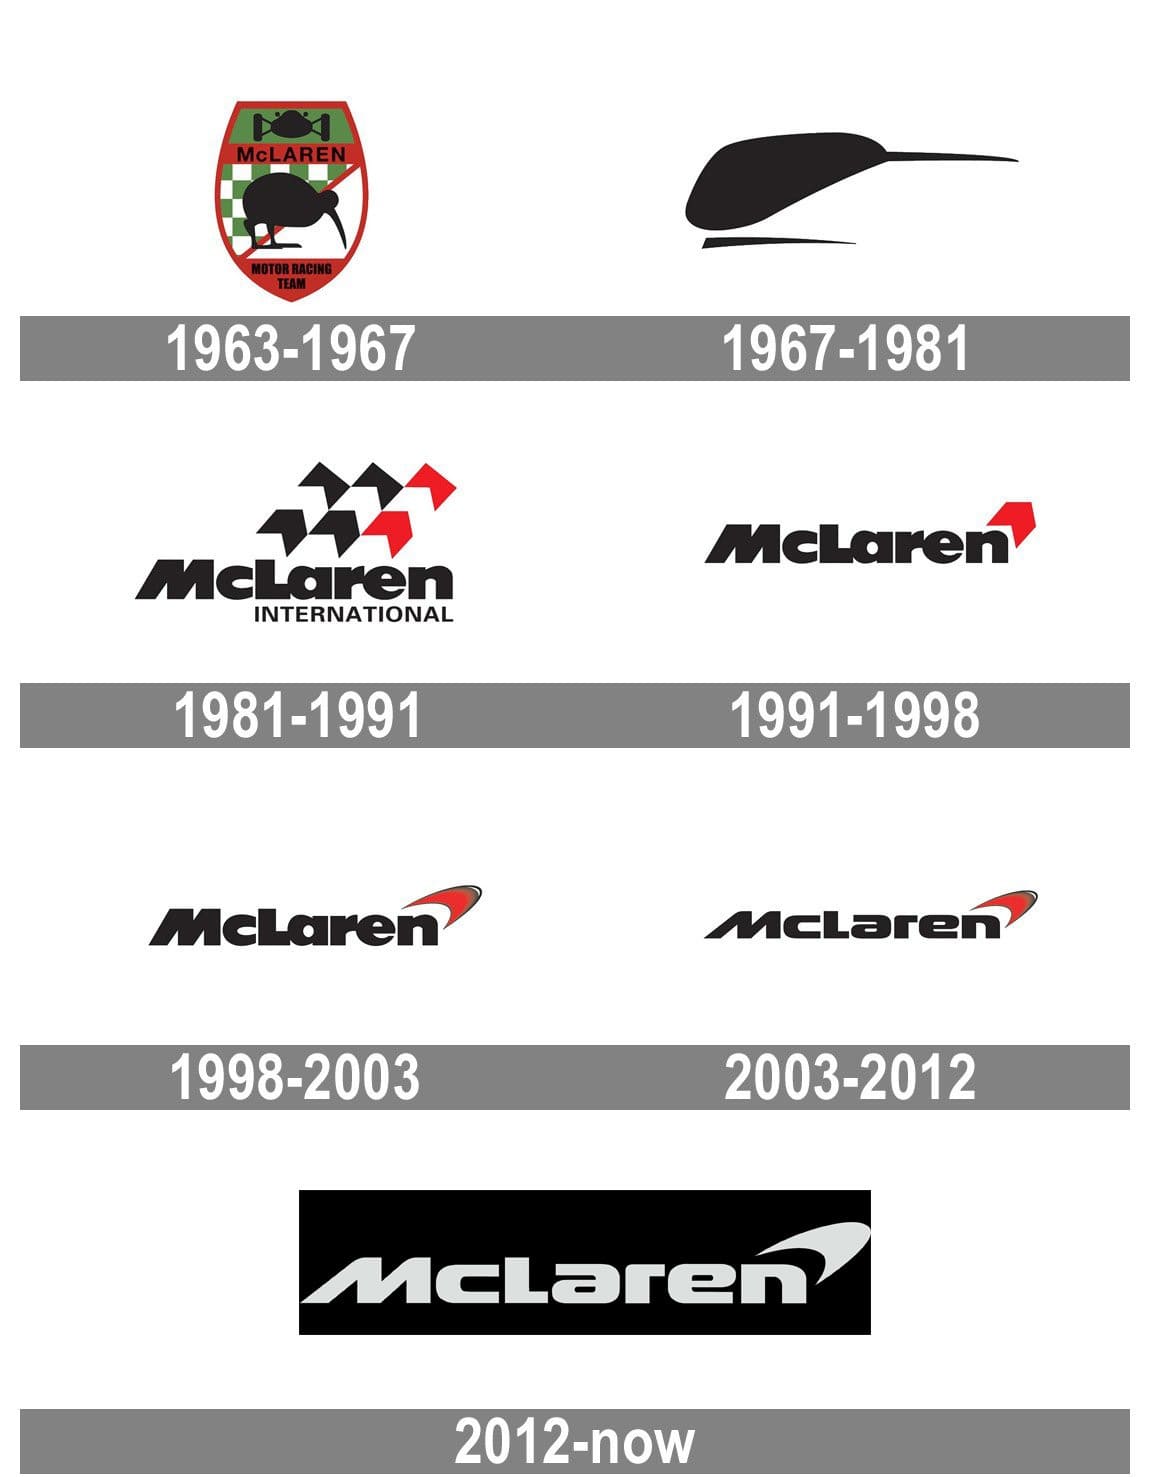 McLAREN
MOTOR RACING
TEAM
1963-1967
1967-1981
McLaren
INTERNATIONAL
McLaren
1981-1991
1991-1998
McLaren
McLaren
1998-2003
2003-2012
McLaren
2012-now